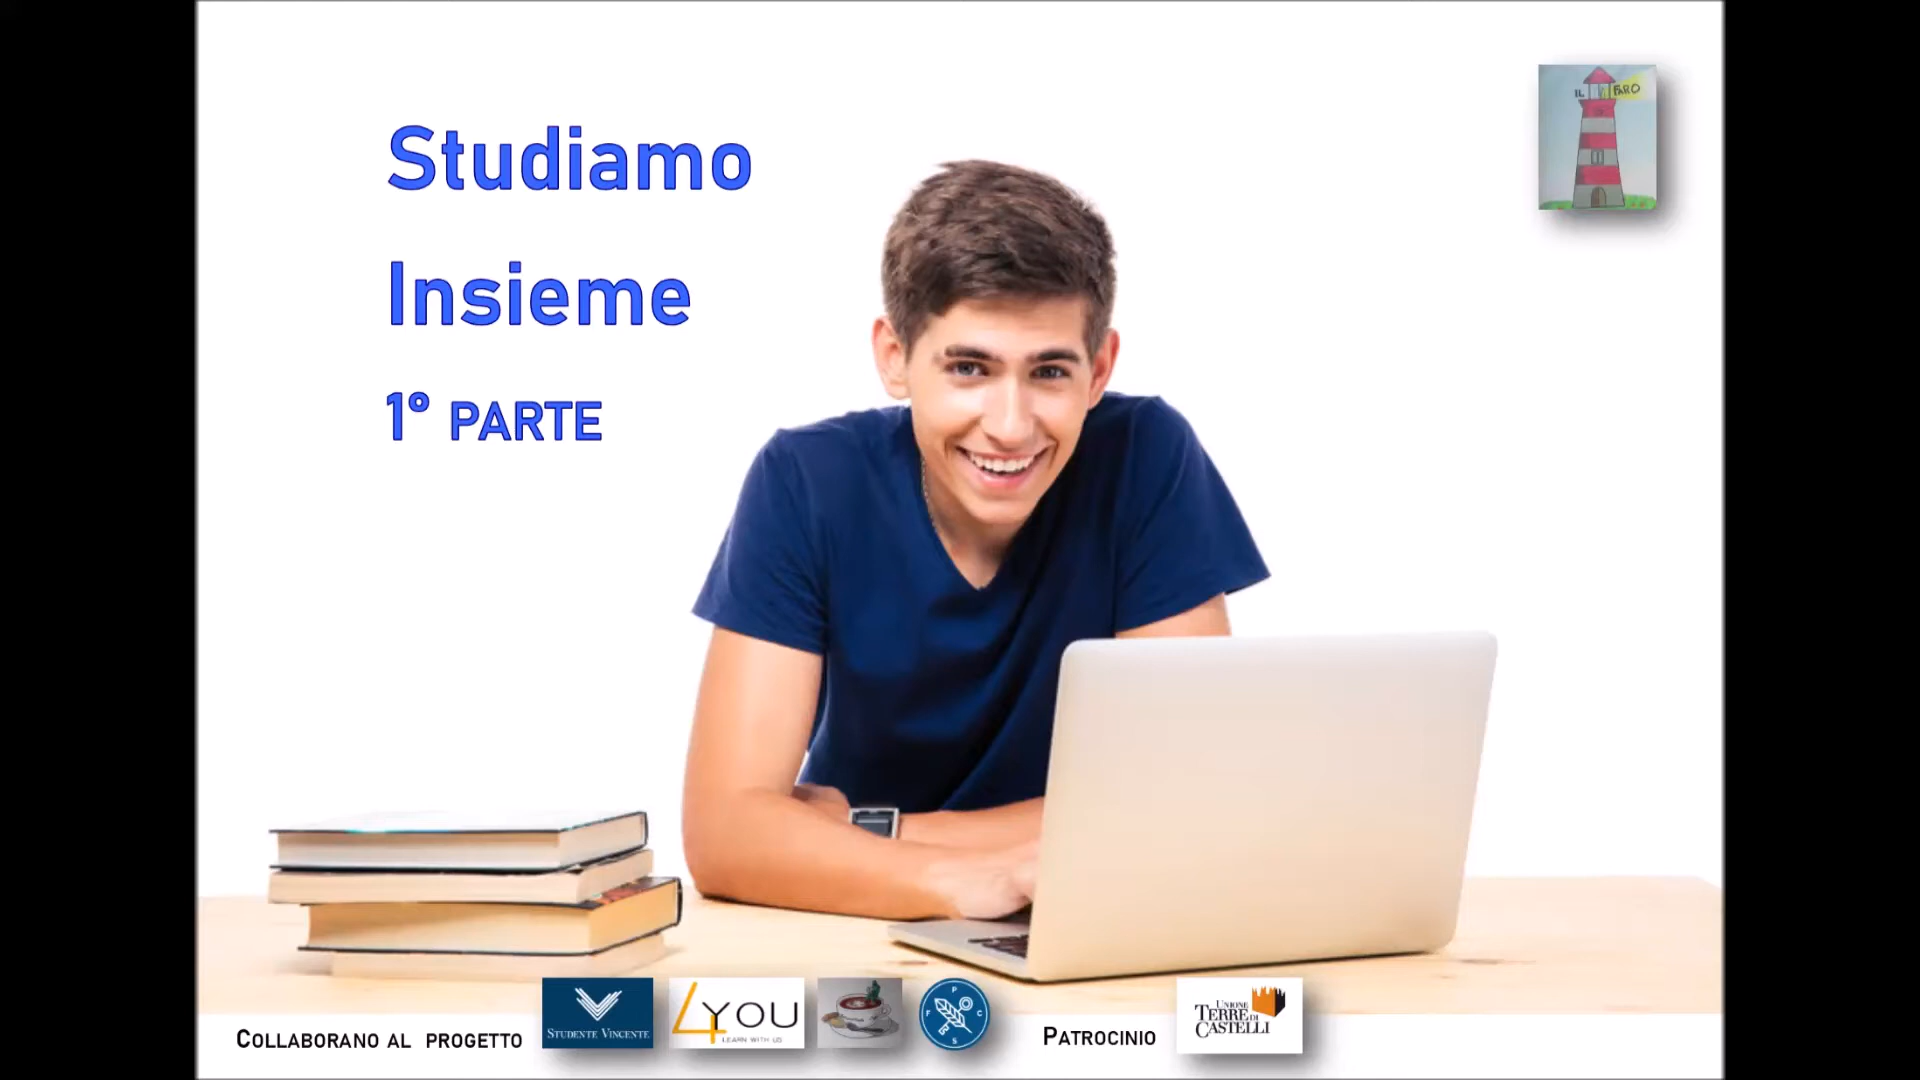 Studiamo
Insieme
1° PARTE
IL FARO
COLLABORANO AL PROGETTO
STUDENTE VINCENTE
4YOU
LEARN WITH US
P
F C
S
PATROCINIO
UNIONE
TERRE DI
CASTELLI